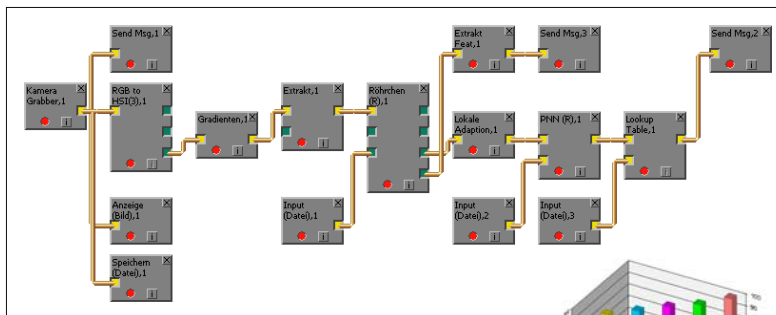 Send Msg,1
Extrakt
Feat,1
Send Msg,3
Send Msg,2
Kamera
Grabber,1
RGB to
HSI(3),1
Gradienten,1
Extrakt,1
Röhrchen
(R),1
Lokale
Adaption,1
PNN (R),1
Lookup
Table,1
Anzeige
(Bild),1
Input
(Datei),1
Input
(Datei),2
Input
(Datei),3
Speichern
(Datei),1
100